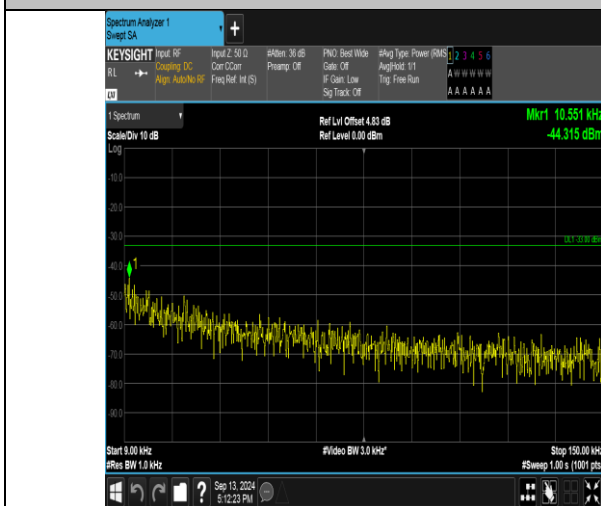 Spectrum Analyzer 1
Swept SA
+
KEYSIGHT Input: RF Input Z: 50 Ω #Atten: 36 dB PNO: Best Wide #Avg Type: Power (RMS 1 2 3 4 5 6
RL Coupling: DC Corr CCorr Preamp: Off Gate: Off Avg|Hold: 1/1 A W W W W W
Align: Auto/No RF Freq Ref: Int (S) IF Gain: Low Trig: Free Run
Sig Track: Off A A A A A A
LXI
1 Spectrum Ref Lvl Offset 4.83 dB Mkr1 10.551 kHz
Scale/Div 10 dB Ref Level 0.00 dBm -44.315 dBm
Log
-10.0
-20.0
-30.0
DL1 -33.00 dBm
-40.0
1
-50.0
-60.0
-70.0
-80.0
-90.0
Start 9.00 kHz #Video BW 3.0 kHz* Stop 150.00 kHz
#Res BW 1.0 kHz #Sweep 1.00 s (1001 pts
? Sep 13, 2024
5:12:23 PM